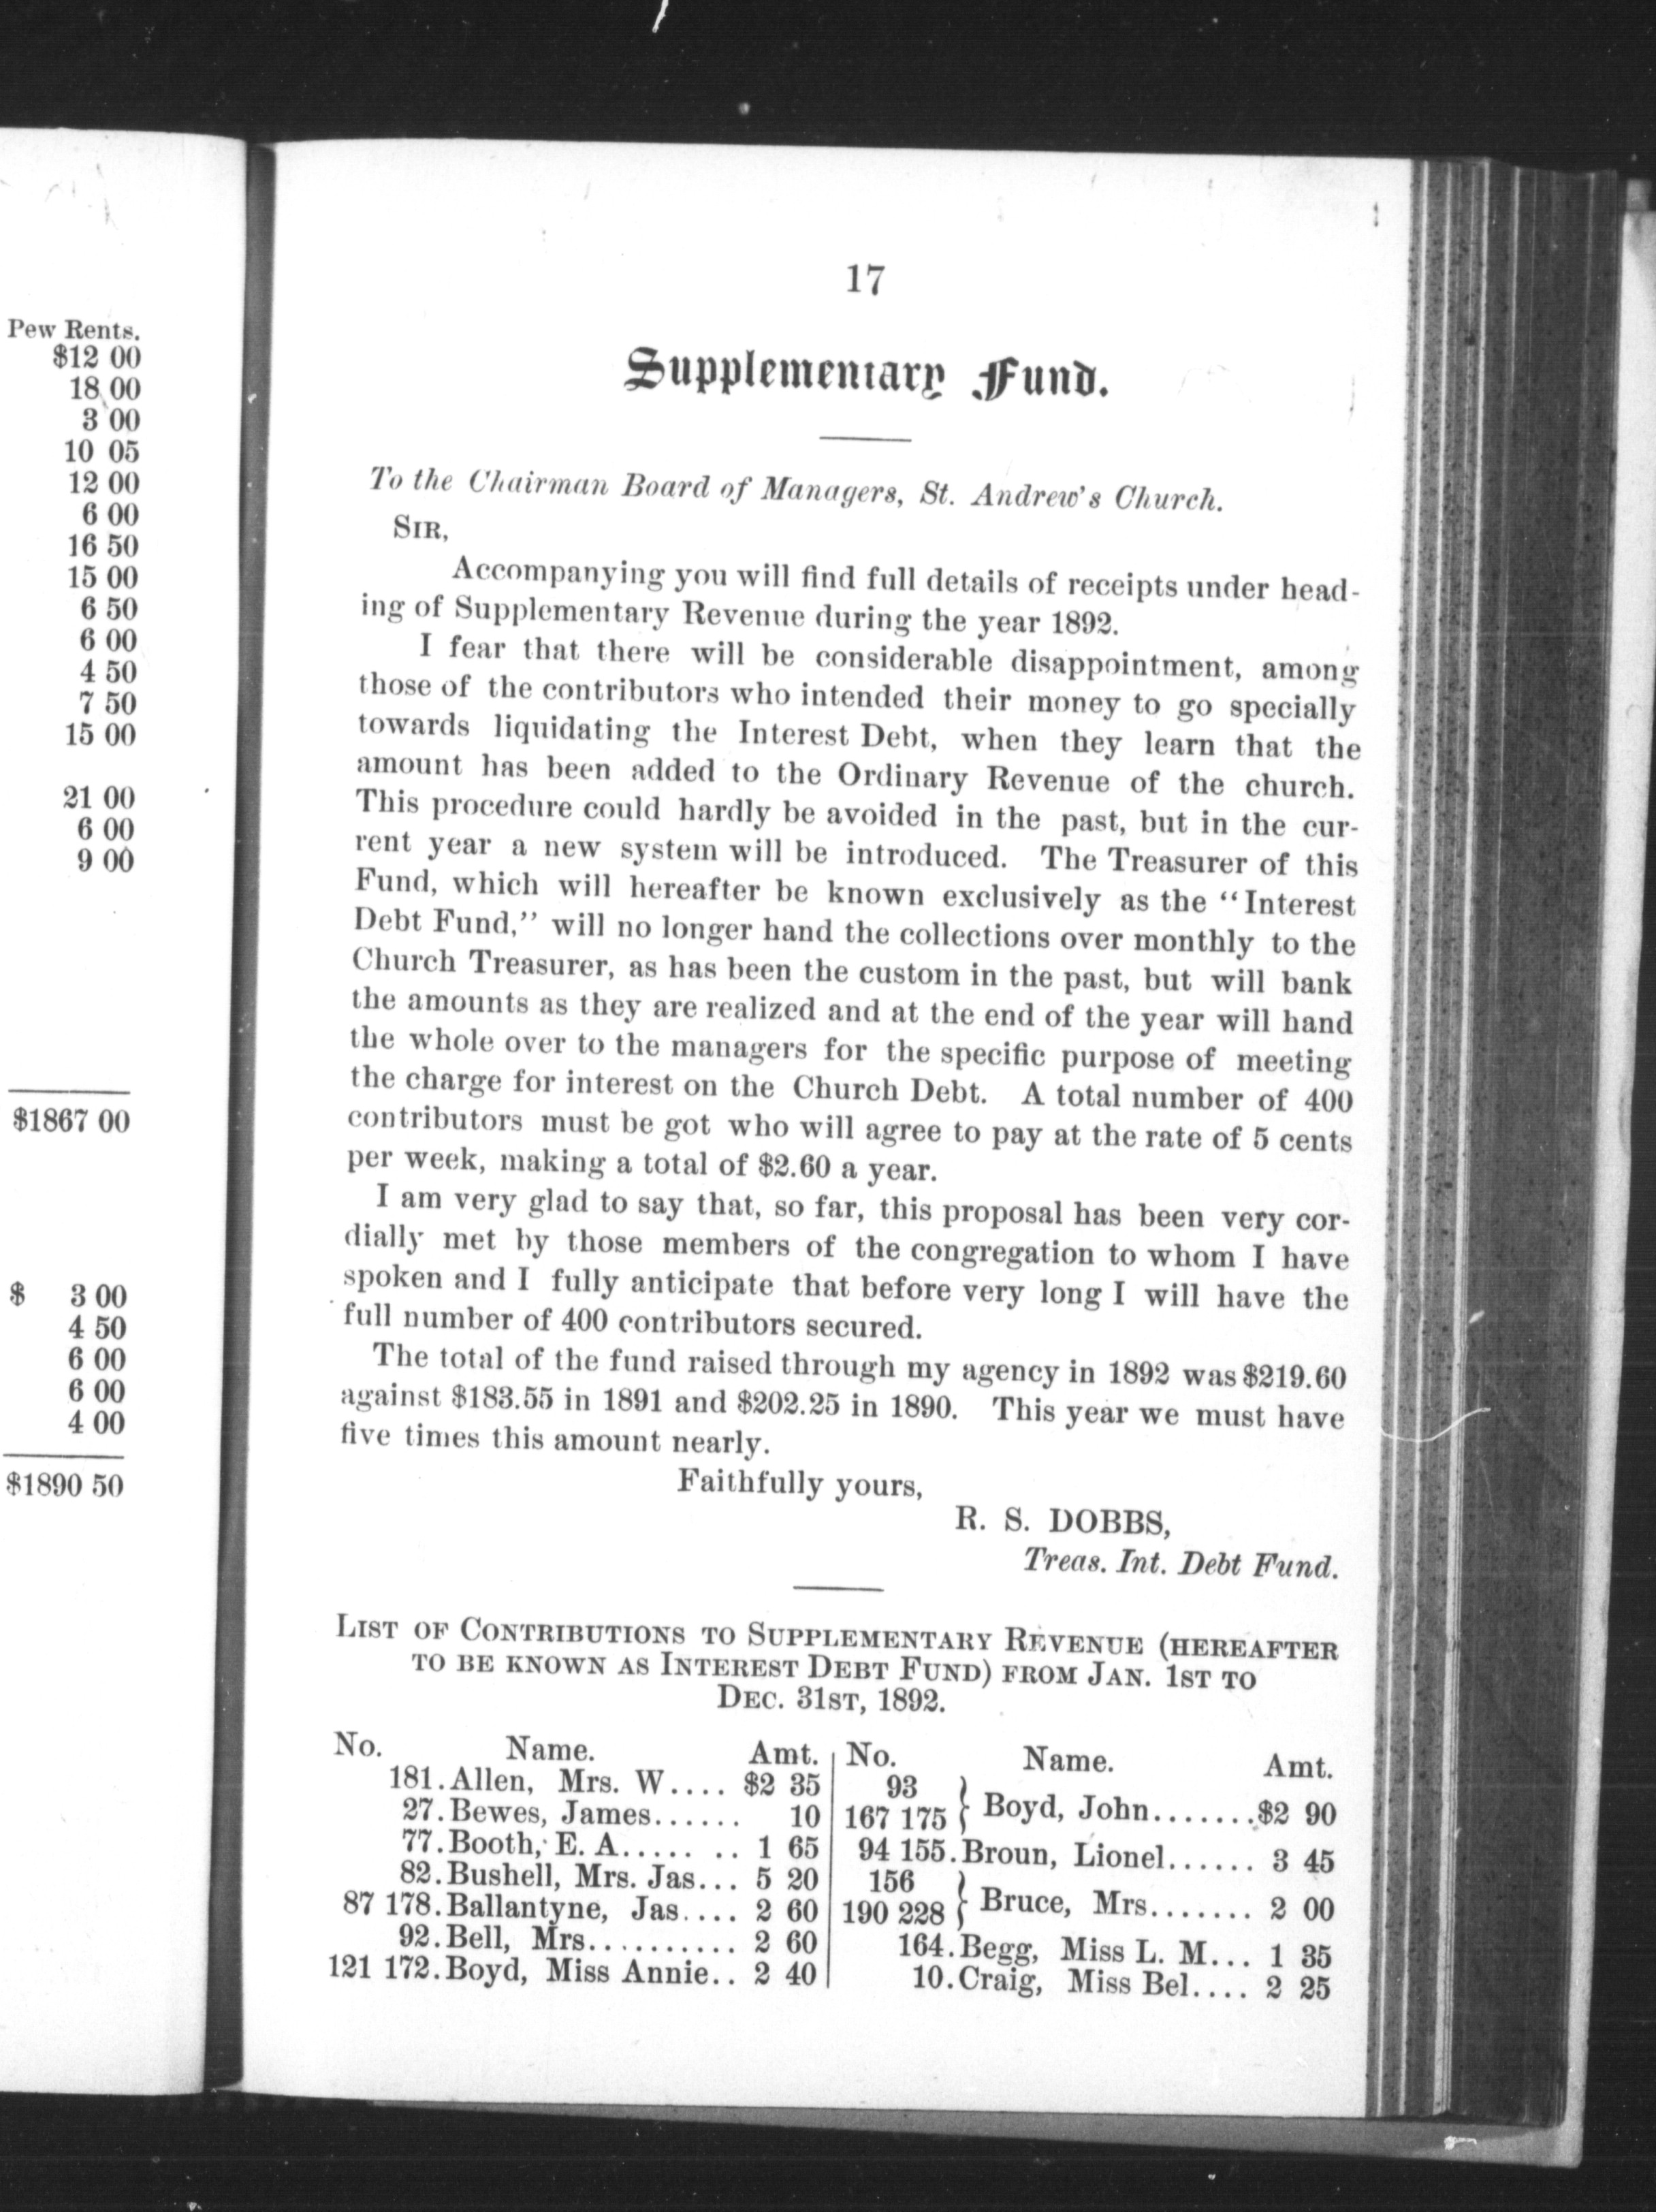 Pew Rents.
$12 00
18 00
3 00
10 05
12 00
6 00
16 50
15 00
6 50
6 00
4 50
7 50
15 00
21 00
6 00
9 00
$1867 00
$ 3 00
4 50
6 00
6 00
4 00
$1890 50
17
Supplementary Fund.
To the Chairman Board of Managers, St. Andrew's Church.
SIR,
Accompanying you will find full details of receipts under head-
ing of Supplementary Revenue during the year 1892.
I fear that there will be considerable disappointment, among
those of the contributors who intended their money to go specially
towards liquidating the Interest Debt, when they learn that the
amount has been added to the Ordinary Revenue of the church.
This procedure could hardly be avoided in the past, but in the cur-
rent year a new system will be introduced. The Treasurer of this
Fund, which will hereafter be known exclusively as the "Interest
Debt Fund," will no longer hand the collections over monthly to the
Church Treasurer, as has been the custom in the past, but will bank
the amounts as they are realized and at the end of the year will hand
the whole over to the managers for the specific purpose of meeting
the charge for interest on the Church Debt. A total number of 400
contributors must be got who will agree to pay at the rate of 5 cents
per week, making a total of $2.60 a year.
I am very glad to say that, so far, this proposal has been very cor-
dially met by those members of the congregation to whom I have
spoken and I fully anticipate that before very long I will have the
full number of 400 contributors secured.
The total of the fund raised through my agency in 1892 was $219.60
against $183.55 in 1891 and $202.25 in 1890. This year we must have
five times this amount nearly.
Faithfully yours,
R. S. DOBBS,
Treas. Int. Debt Fund.
LIST OF CONTRIBUTIONS TO SUPPLEMENTARY REVENUE (HEREAFTER
TO BE KNOWN AS INTEREST DEBT FUND) FROM JAN. 1ST TO
DEC. 31ST, 1892.
No. Name. Amt.
181. Allen, Mrs. W.... $2 35
27. Bewes, James...... 10
77. Booth, E. A..... .. 1 65
82. Bushell, Mrs. Jas... 5 20
87 178. Ballantyne, Jas.... 2 60
92. Bell, Mrs.......... 2 60
121 172. Boyd, Miss Annie.. 2 40
No. Name. Amt.
93
167 175 } Boyd, John.......$2 90
94 155. Broun, Lionel...... 3 45
156
190 228 } Bruce, Mrs....... 2 00
164. Begg, Miss L. M... 1 35
10. Craig, Miss Bel.... 2 25